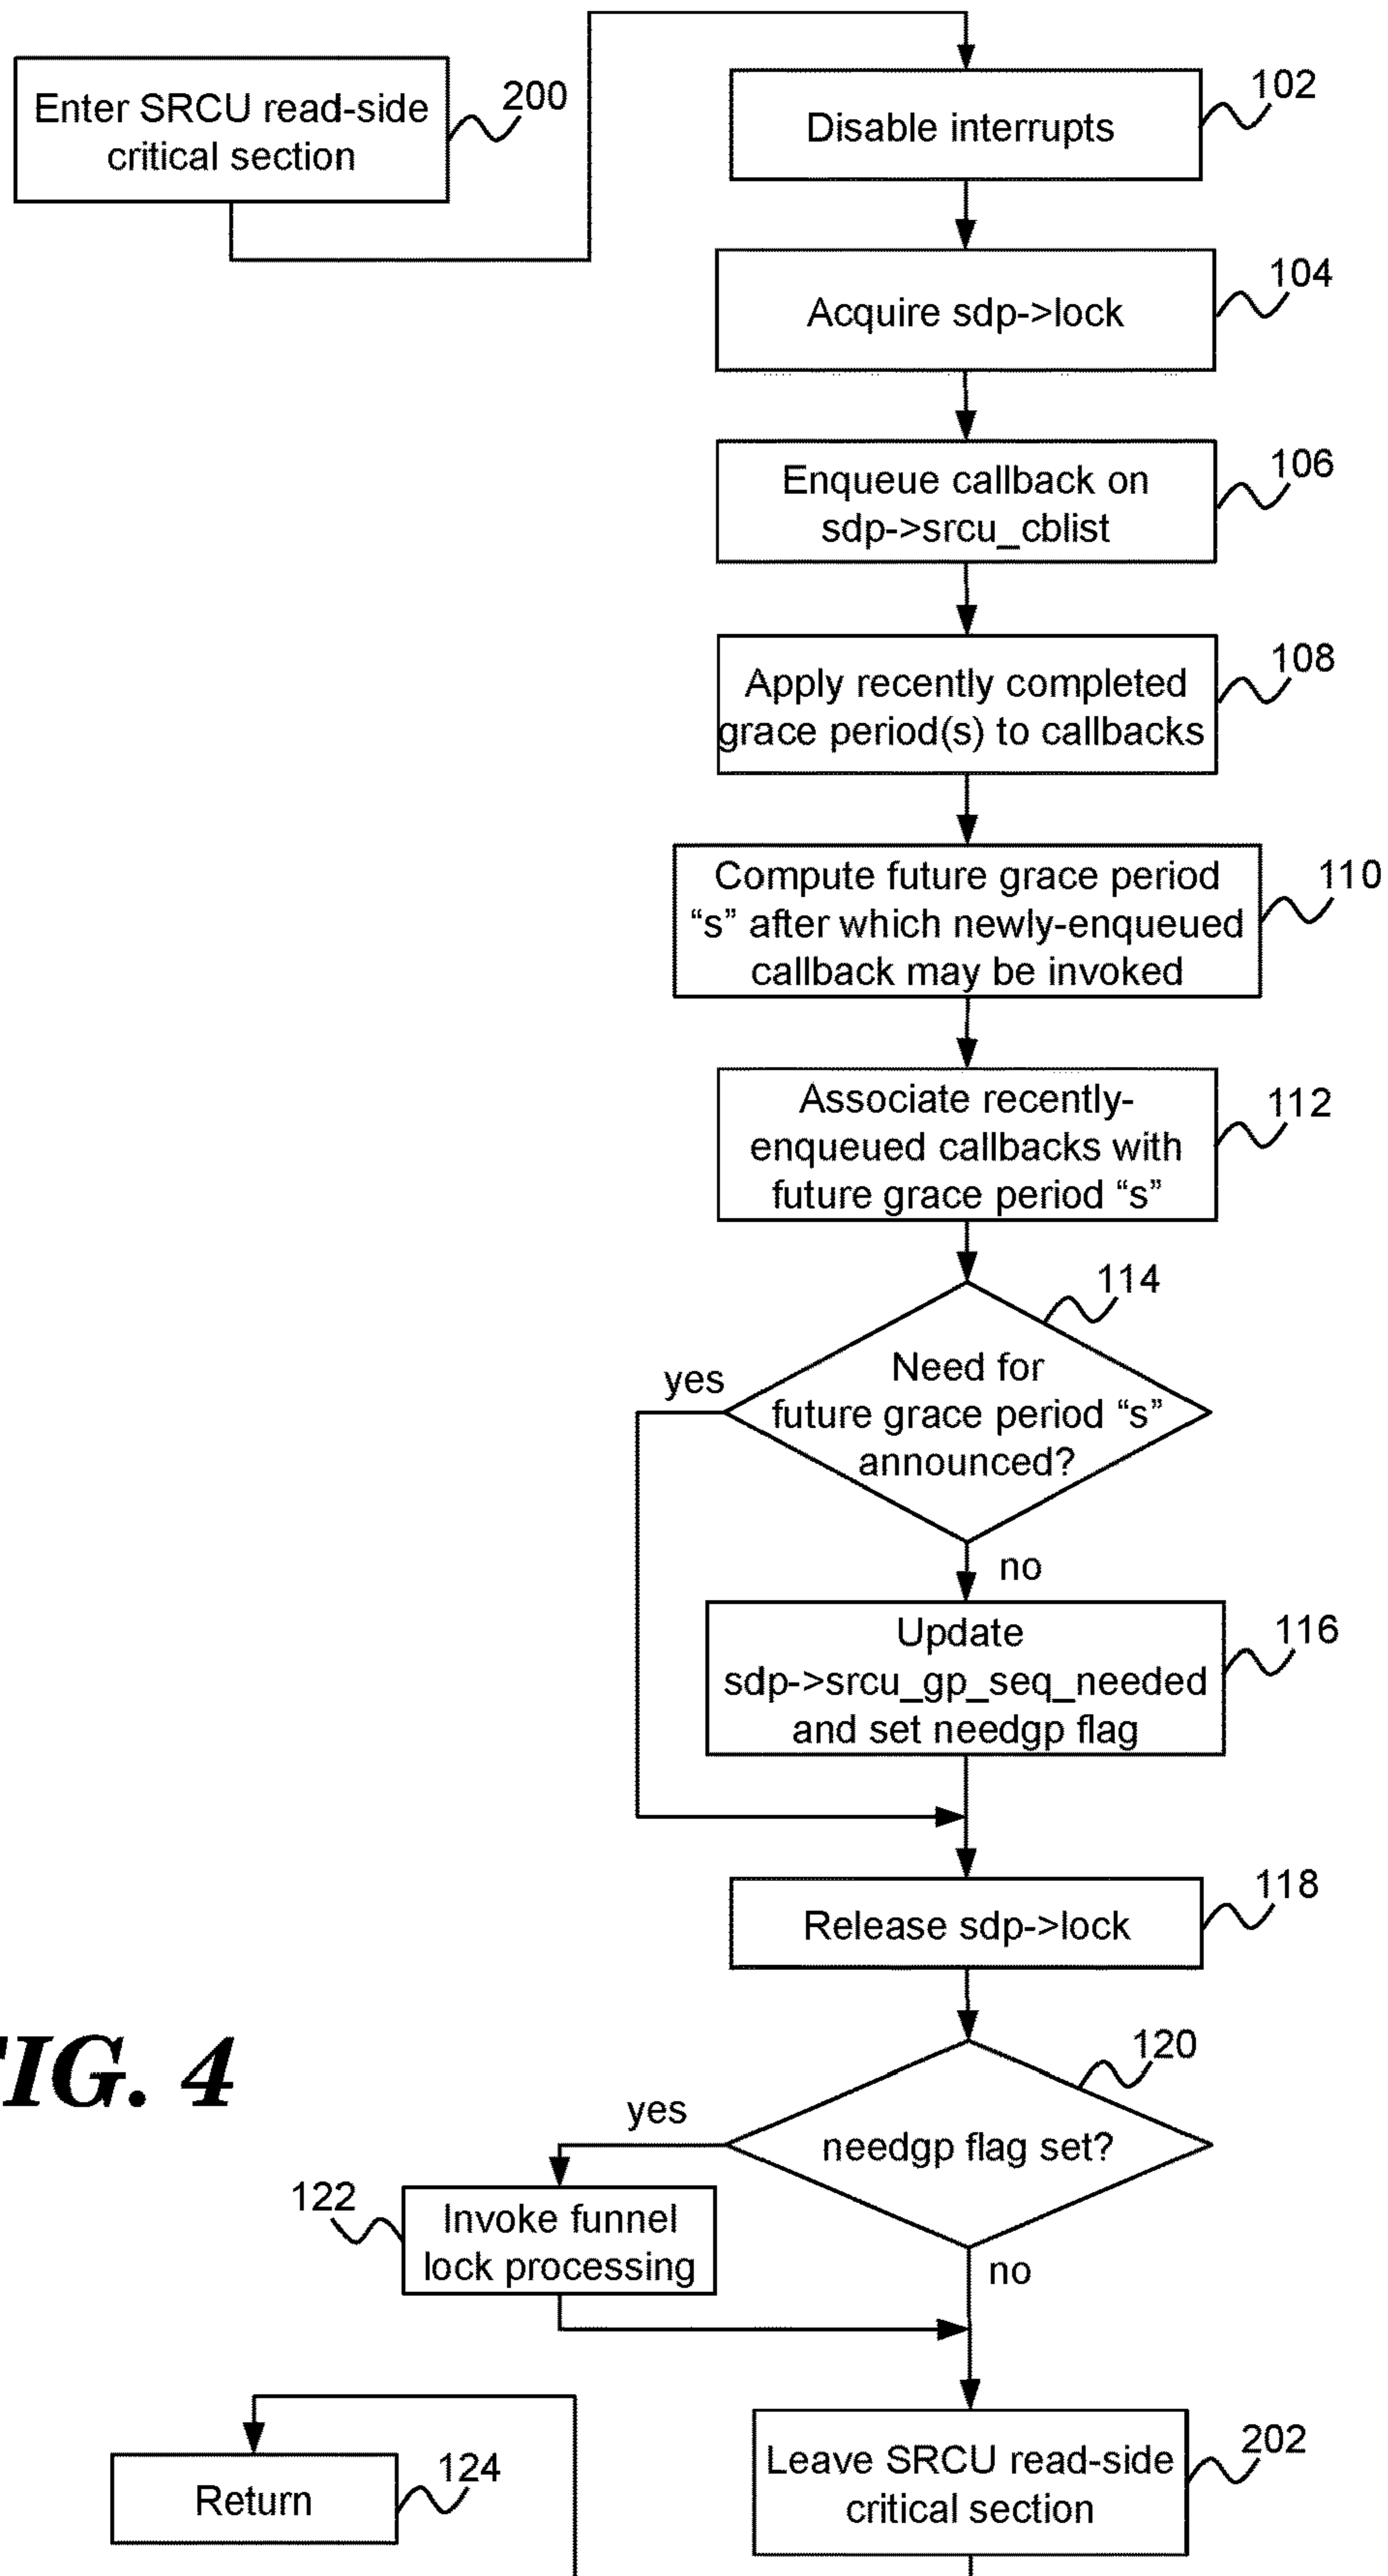 Enter SRCU read-side
critical section
200
Disable interrupts
102
Acquire sdp->lock
104
Enqueue callback on
sdp->srcu_cblist
106
Apply recently completed
grace period(s) to callbacks
108
Compute future grace period
“s” after which newly-enqueued
callback may be invoked
110
Associate recently-
enqueued callbacks with
future grace period “s”
112
114
Need for
future grace period “s”
announced?
yes
no
Update
sdp->srcu_gp_seq_needed
and set needgp flag
116
Release sdp->lock
118
FIG. 4
120
needgp flag set?
yes
no
122
Invoke funnel
lock processing
Leave SRCU read-side
critical section
202
Return
124